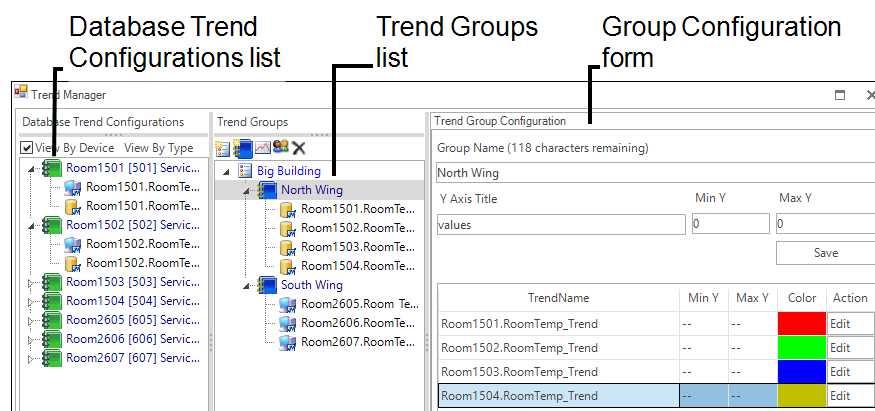 Database Trend
Configurations list
Trend Groups
list
Group Configuration
form
Trend Manager
Database Trend Configurations
View By Device View By Type
Room1501 [501] Servic...
Room1501.RoomTe...
Room1501.RoomTe...
Room1502 [502] Servic...
Room1502.RoomTe...
Room1502.RoomTe...
Room1503 [503] Servic...
Room1504 [504] Servic...
Room2605 [605] Servic...
Room2606 [606] Servic...
Room2607 [607] Servic...
Trend Groups
Big Building
North Wing
Room1501.RoomTe...
Room1502.RoomTe...
Room1503.RoomTe...
Room1504.RoomTe...
South Wing
Room2605.Room Te...
Room2606.RoomTe...
Room2607.RoomTe...
Trend Group Configuration
Group Name (118 characters remaining)
North Wing
Y Axis Title Min Y Max Y
values 0 0
Save
TrendName Min Y Max Y Color Action
Room1501.RoomTemp_Trend -- -- Edit
Room1502.RoomTemp_Trend -- -- Edit
Room1503.RoomTemp_Trend -- -- Edit
Room1504.RoomTemp_Trend -- -- Edit